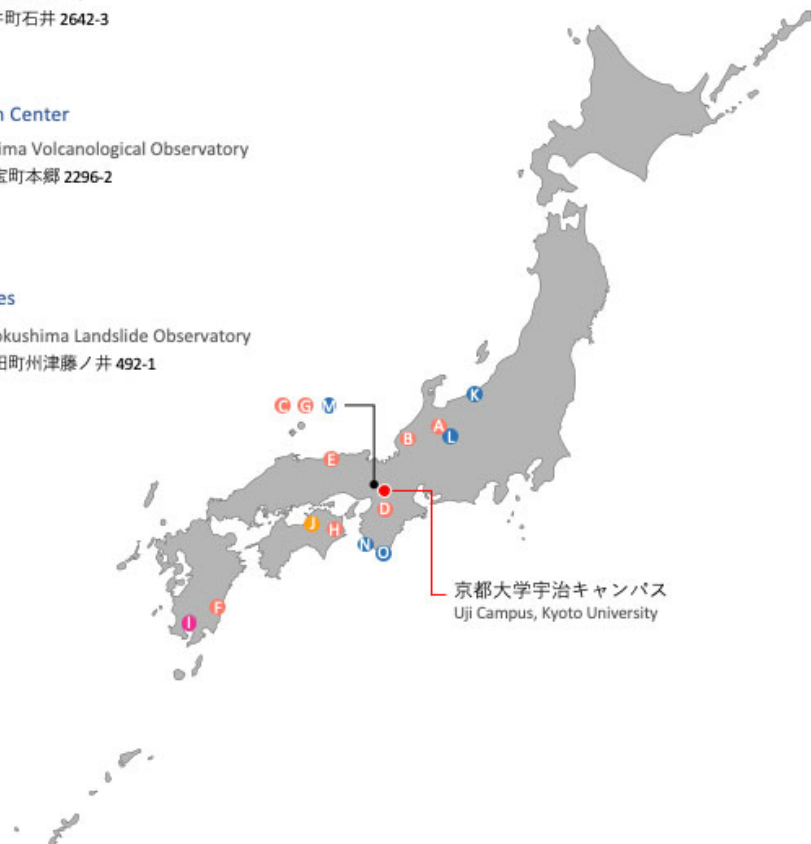 町石井 2642-3
n Center
ima Volcanological Observatory
宝町本郷 2296-2
es
okushima Landslide Observatory
田町州津藤ノ井 492-1
K
C G M
A
B
L
E
D
J
H
N
O
京都大学宇治キャンパス
Uji Campus, Kyoto University
F
I